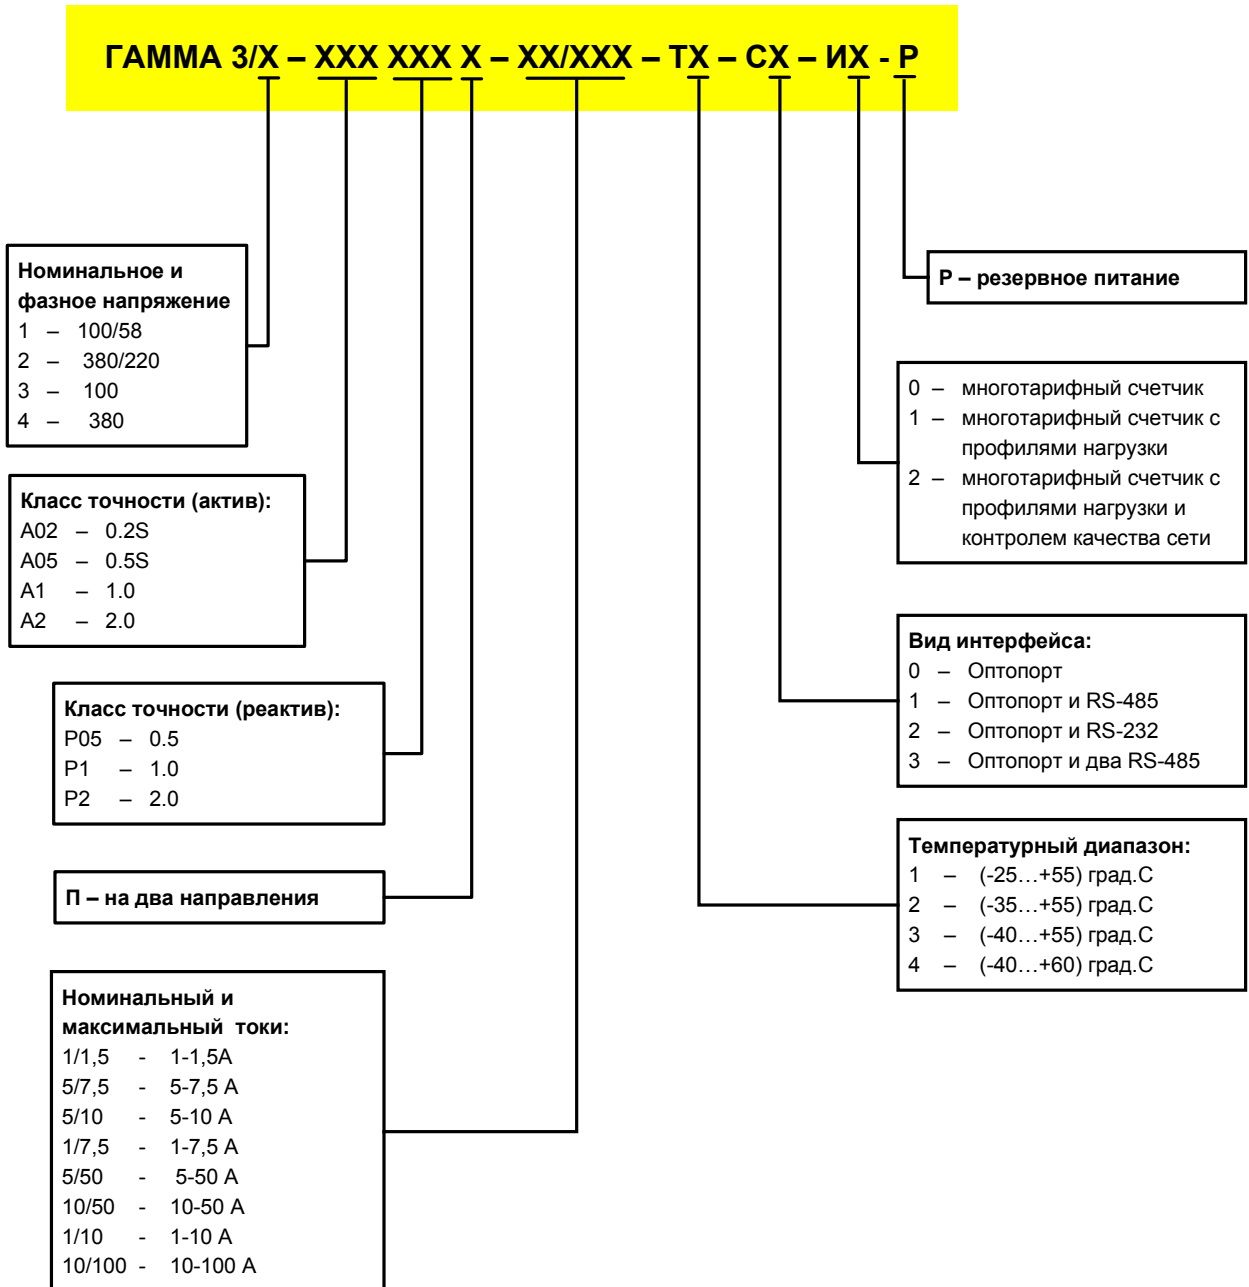 ГАММА 3/Х – ХХХ ХХХ Х – ХХ/ХХХ – ТХ – СХ – ИХ - Р
Номинальное и
фазное напряжение
1 – 100/58
2 – 380/220
3 – 100
4 – 380
Класс точности (актив):
А02 – 0.2S
А05 – 0.5S
А1 – 1.0
А2 – 2.0
Класс точности (реактив):
Р05 – 0.5
Р1 – 1.0
Р2 – 2.0
П – на два направления
Номинальный и
максимальный токи:
1/1,5 - 1-1,5А
5/7,5 - 5-7,5 А
5/10 - 5-10 А
1/7,5 - 1-7,5 А
5/50 - 5-50 А
10/50 - 10-50 А
1/10 - 1-10 А
10/100 - 10-100 А
Р – резервное питание
0 – многотарифный счетчик
1 – многотарифный счетчик с
профилями нагрузки
2 – многотарифный счетчик с
профилями нагрузки и
контролем качества сети
Вид интерфейса:
0 – Оптопорт
1 – Оптопорт и RS-485
2 – Оптопорт и RS-232
3 – Оптопорт и два RS-485
Температурный диапазон:
1 – (-25…+55) град.С
2 – (-35…+55) град.С
3 – (-40…+55) град.С
4 – (-40…+60) град.С